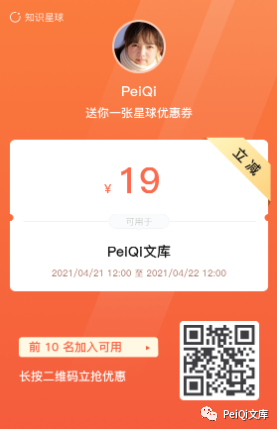 知识星球
PeiQi
送你一张星球优惠券
立减
¥ 19
可用于
PeiQi文库
2021/04/21 12:00 至 2021/04/22 12:00
前 10 名加入可用
长按二维码立抢优惠
PeiQi文库